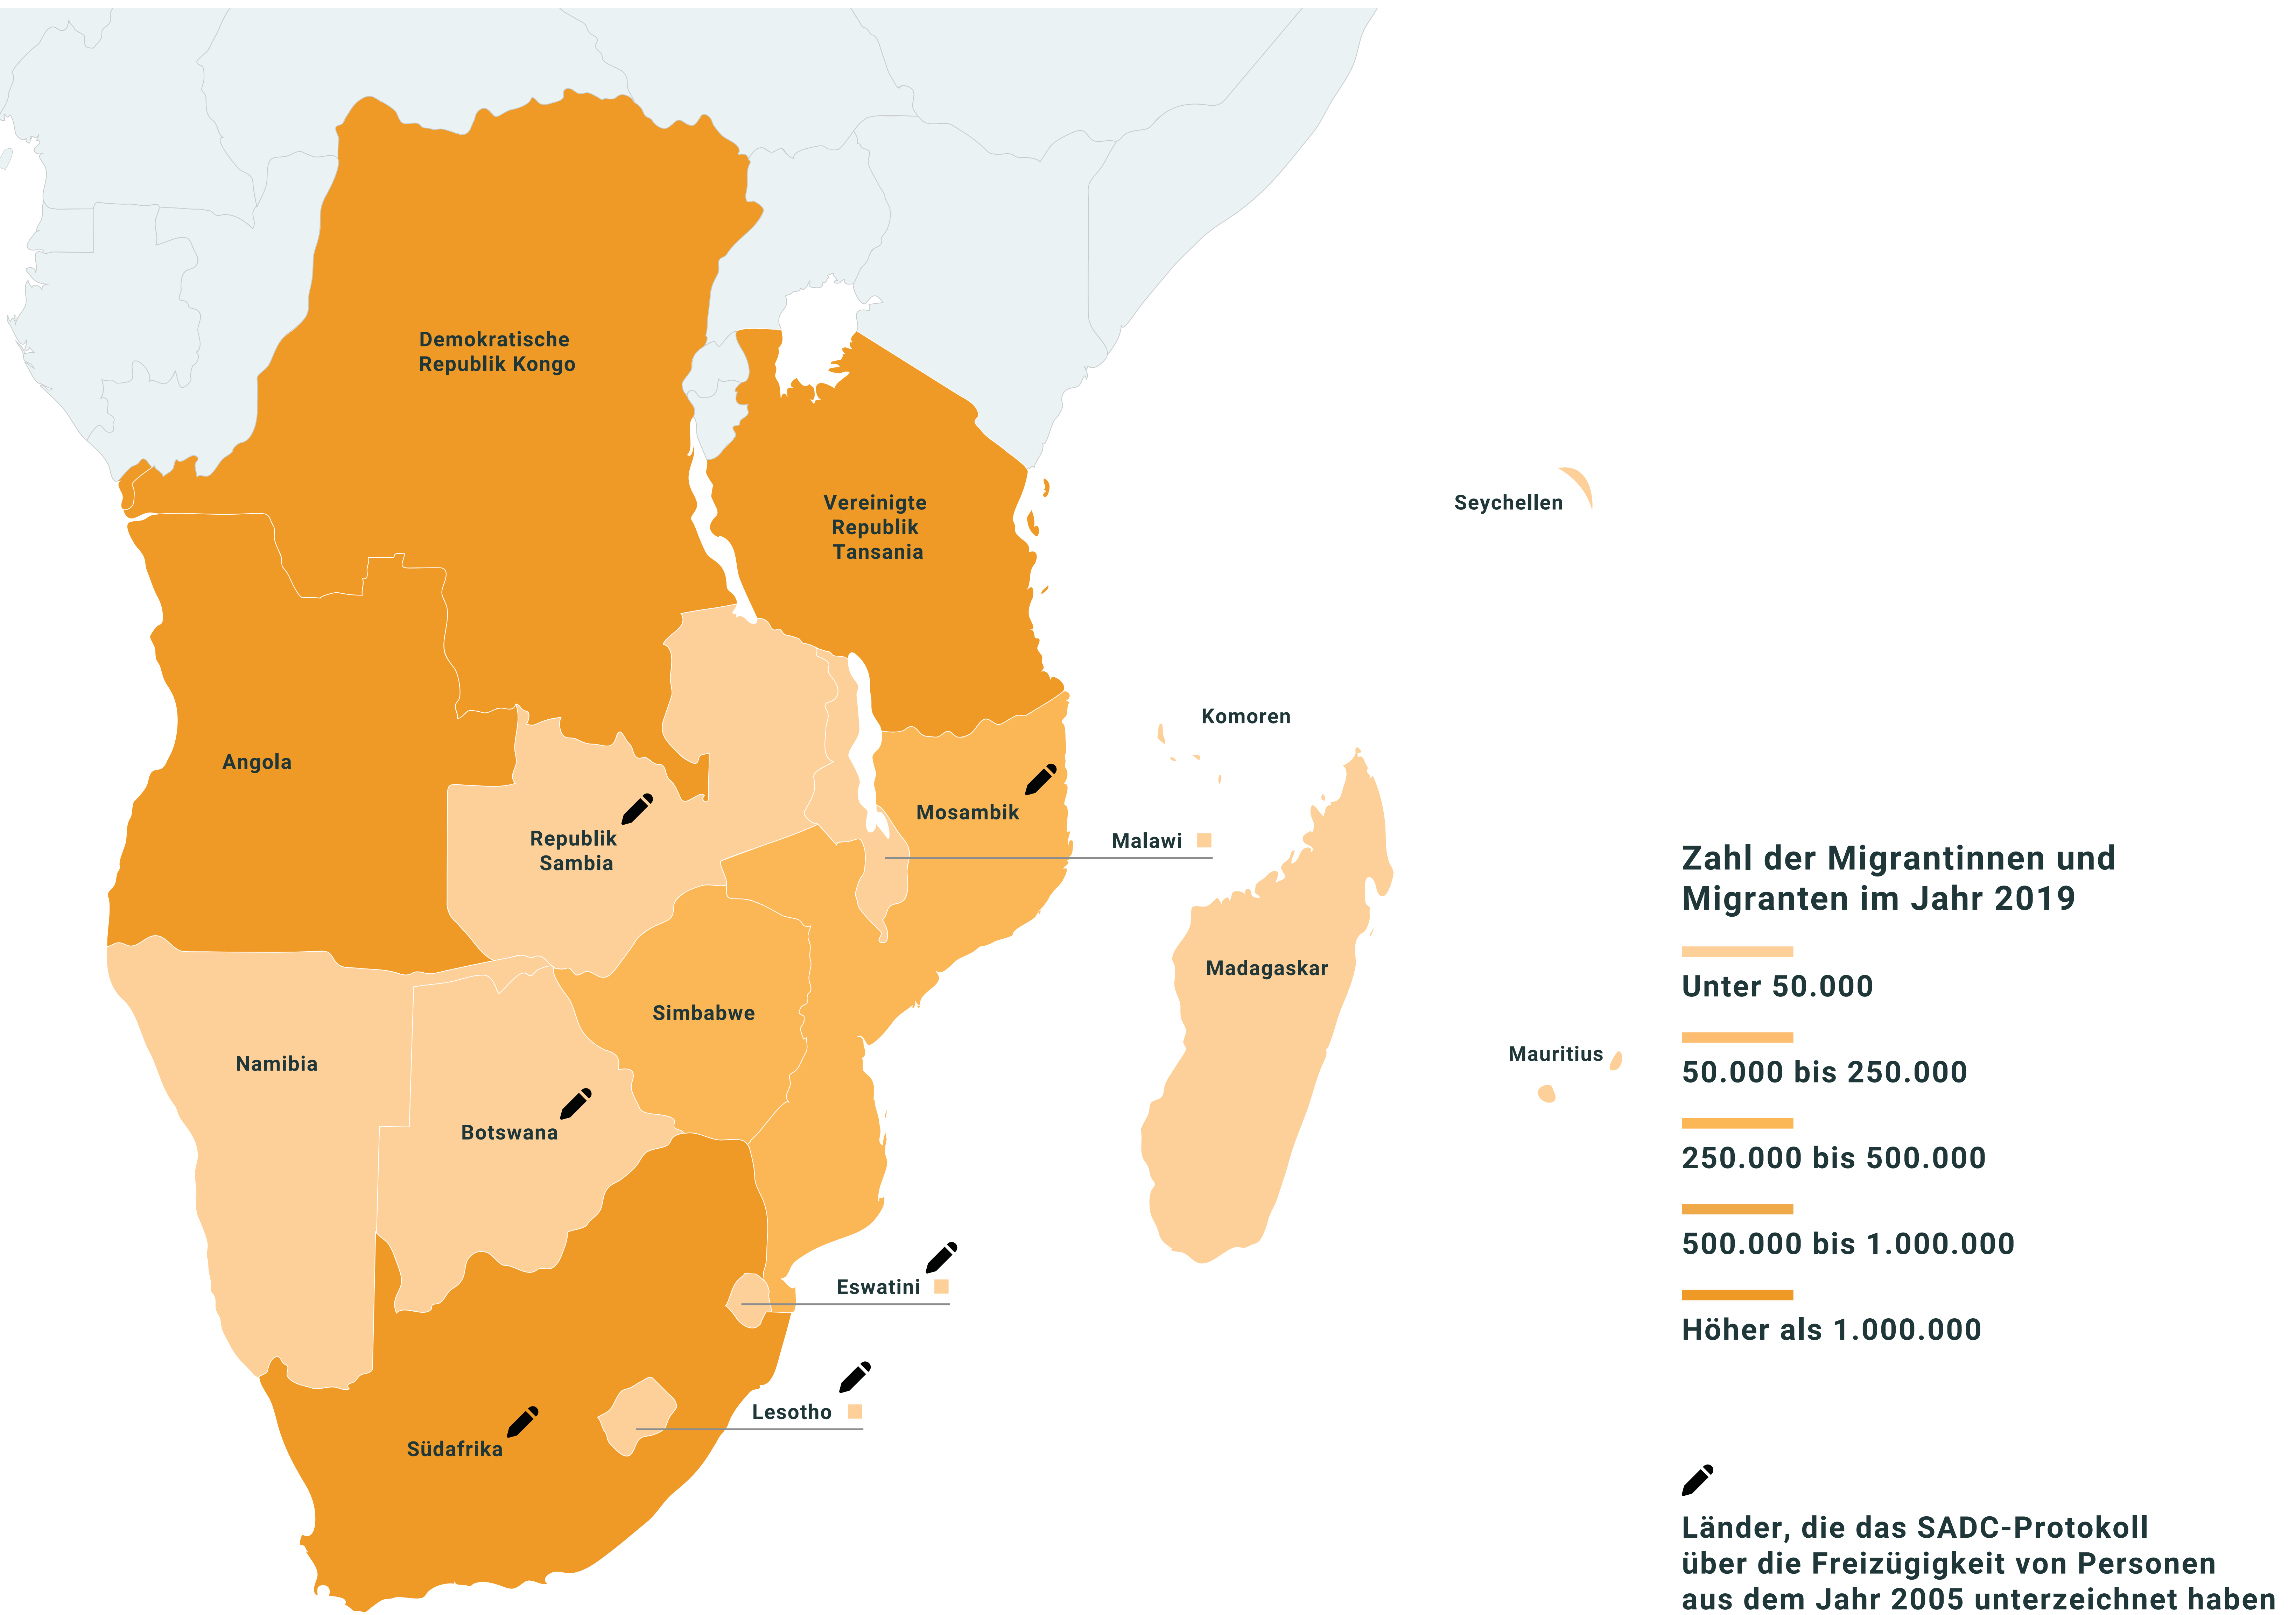 Demokratische
Republik Kongo
Vereinigte
Republik
Tansania
Seychellen
Komoren
Angola
Mosambik
Republik
Sambia
Malawi
Madagaskar
Simbabwe
Mauritius
Namibia
Botswana
Eswatini
Lesotho
Südafrika
Zahl der Migrantinnen und
Migranten im Jahr 2019
Unter 50.000
50.000 bis 250.000
250.000 bis 500.000
500.000 bis 1.000.000
Höher als 1.000.000
Länder, die das SADC-Protokoll
über die Freizügigkeit von Personen
aus dem Jahr 2005 unterzeichnet haben